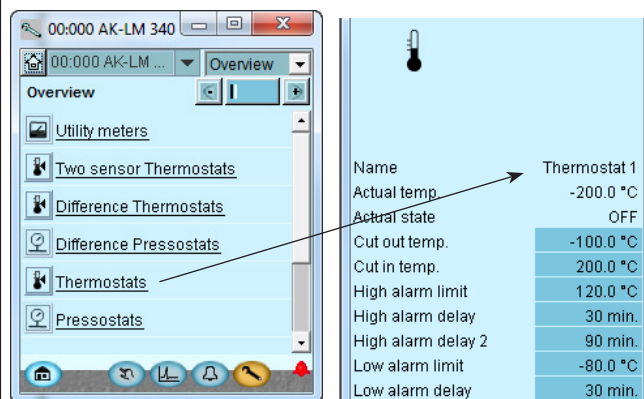 00:000 AK-LM 340
00:000 AK-LM ... Overview
Overview
Utility meters
Two sensor Thermostats
Difference Thermostats
Difference Pressostats
Thermostats
Pressostats
Name Thermostat 1
Actual temp. -200.0 °C
Actual state OFF
Cut out temp. -100.0 °C
Cut in temp. 200.0 °C
High alarm limit 120.0 °C
High alarm delay 30 min.
High alarm delay 2 90 min.
Low alarm limit -80.0 °C
Low alarm delay 30 min.